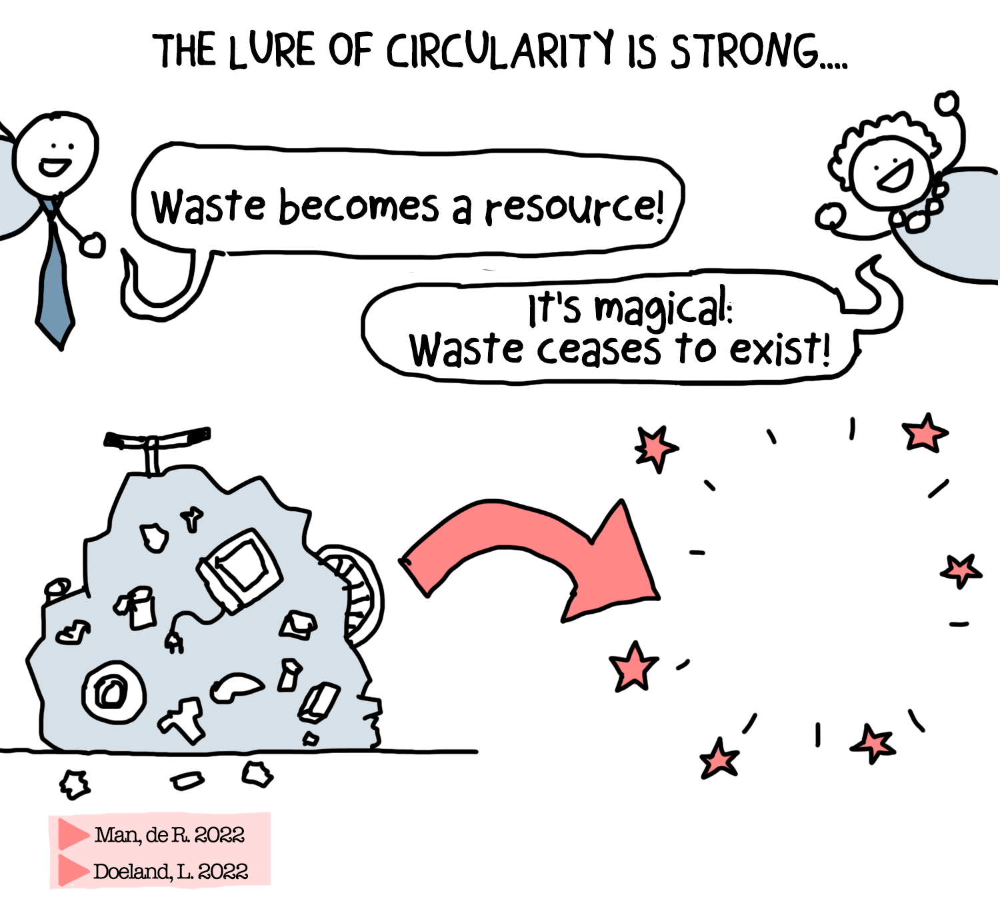 THE LURE OF CIRCULARITY IS STRONG....
Waste becomes a resource!
It's magical:
Waste ceases to exist!
Man, de R. 2022
Doeland, L. 2022